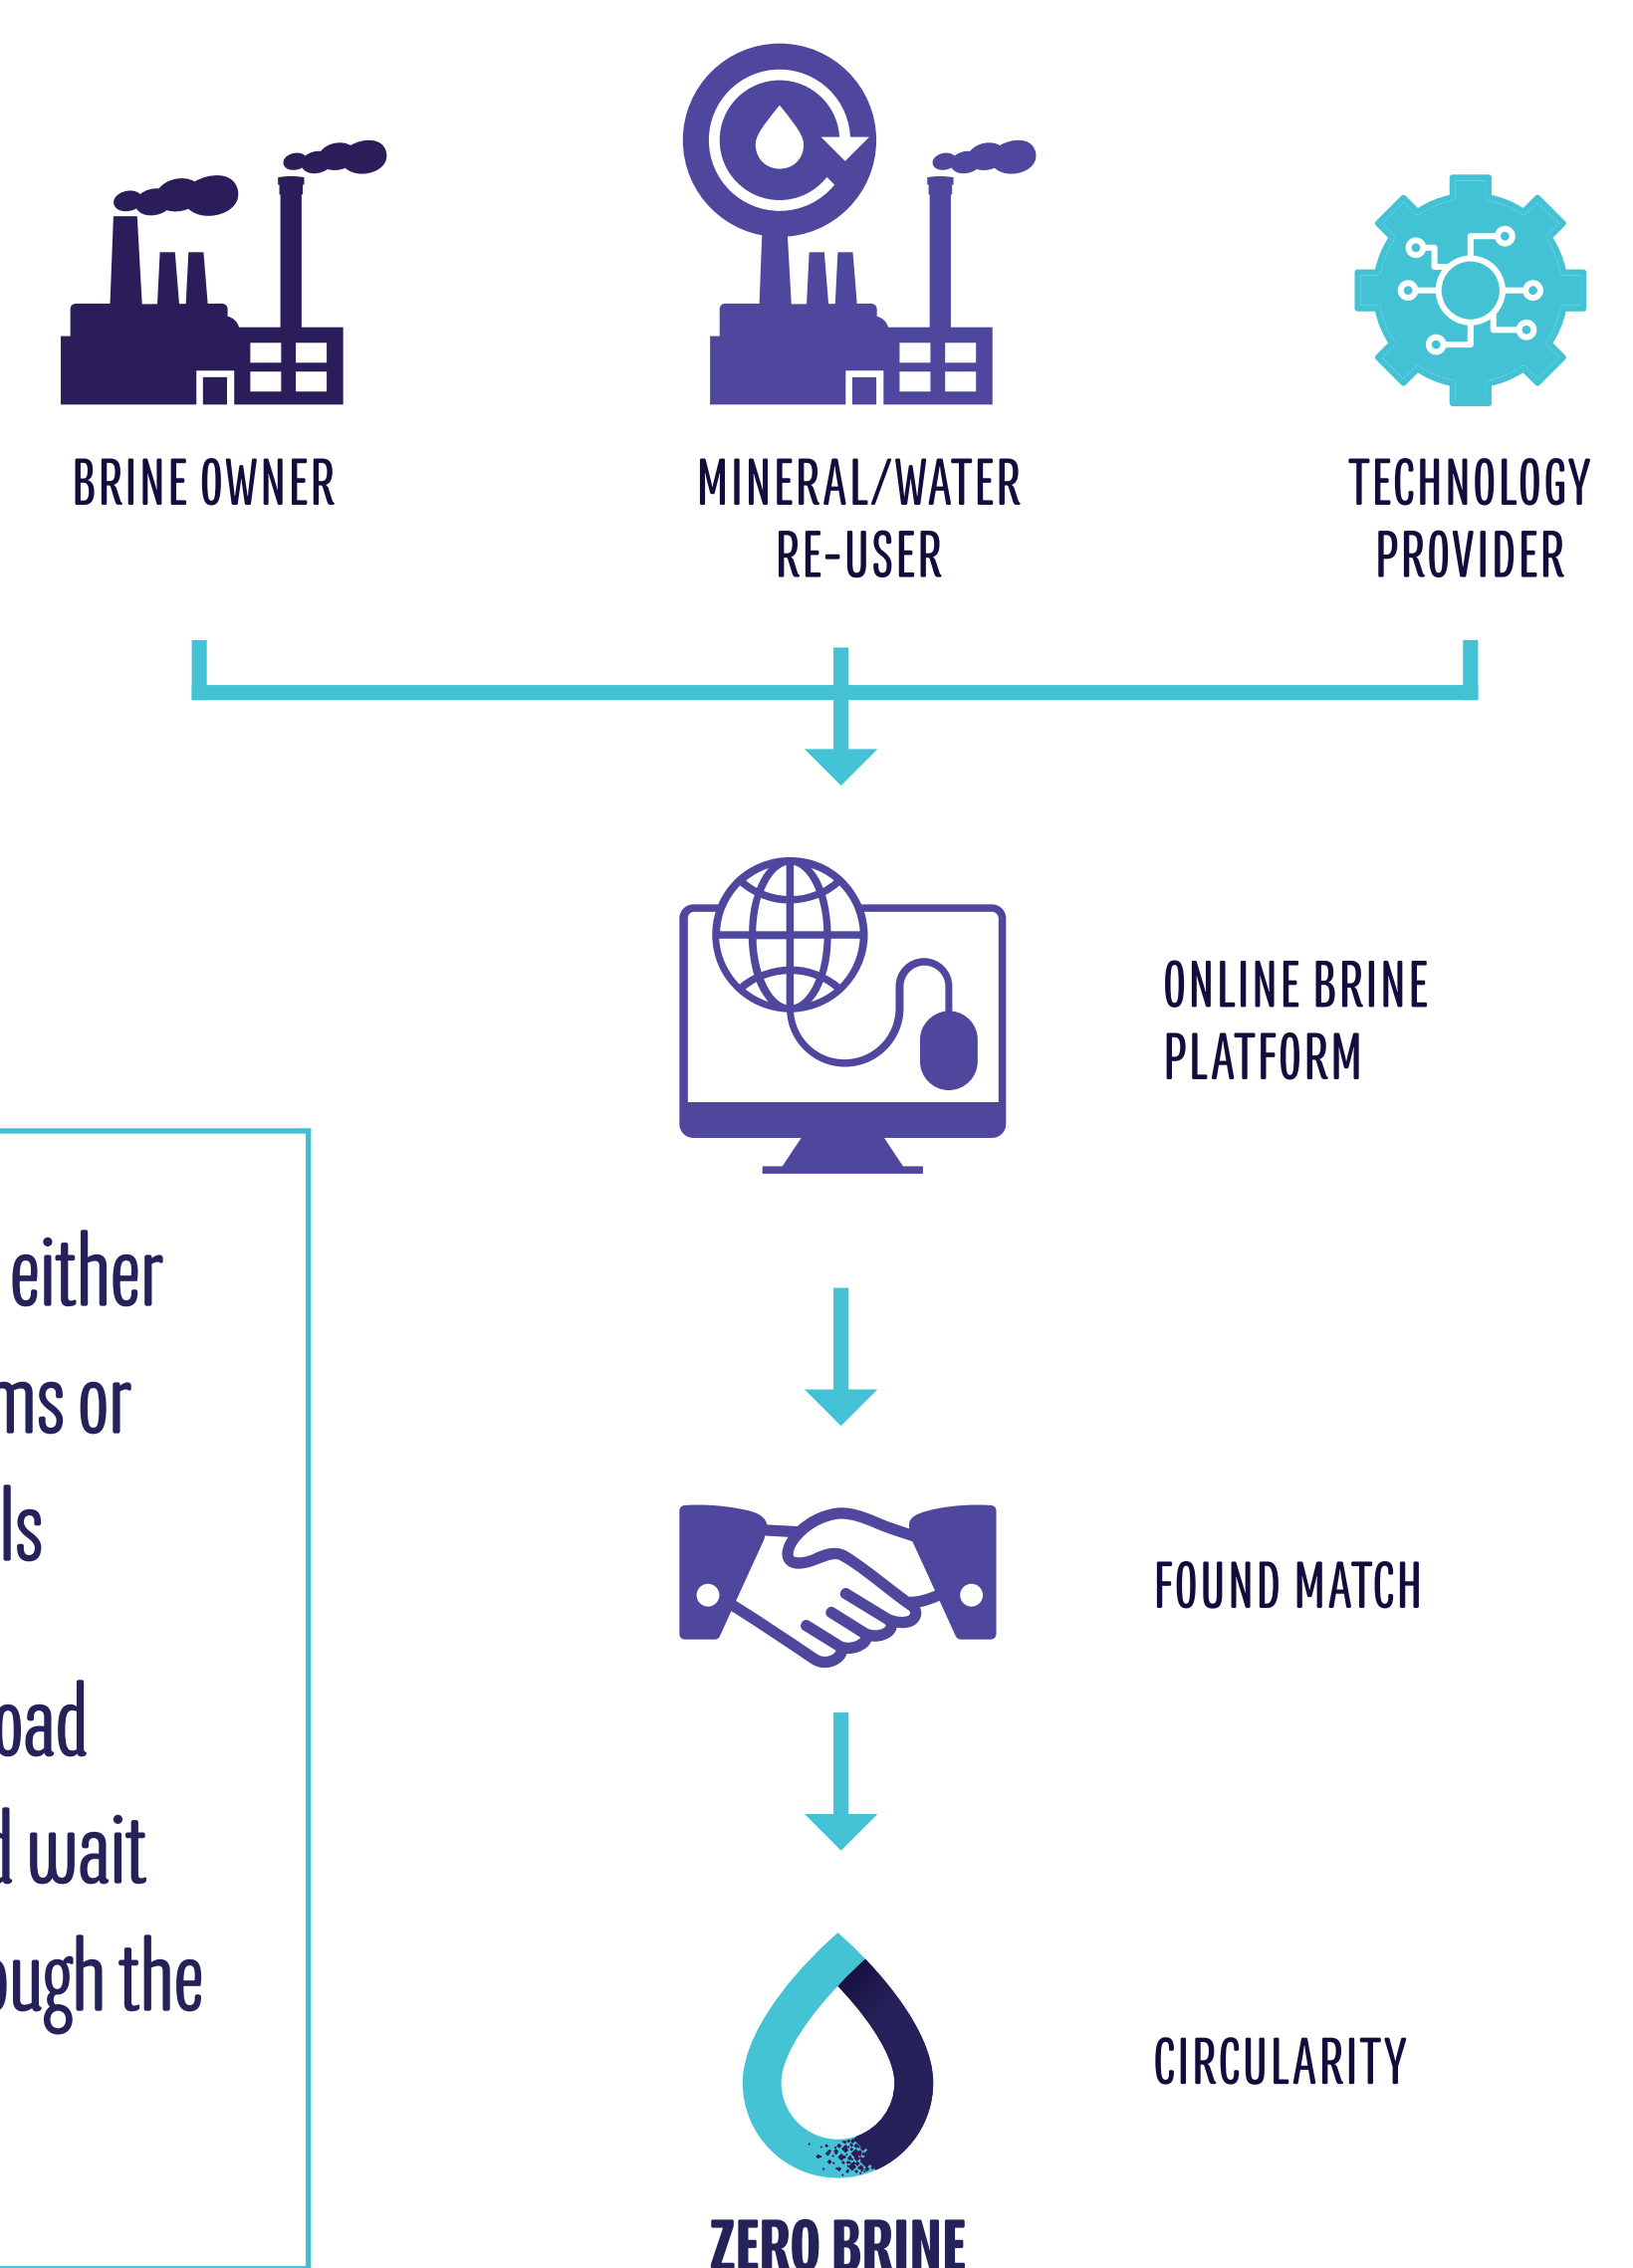 BRINE OWNER
MINERAL/WATER
RE-USER
TECHNOLOGY
PROVIDER
ONLINE BRINE
PLATFORM
either
or
wait
the
FOUND MATCH
CIRCULARITY
ZERO BRINE